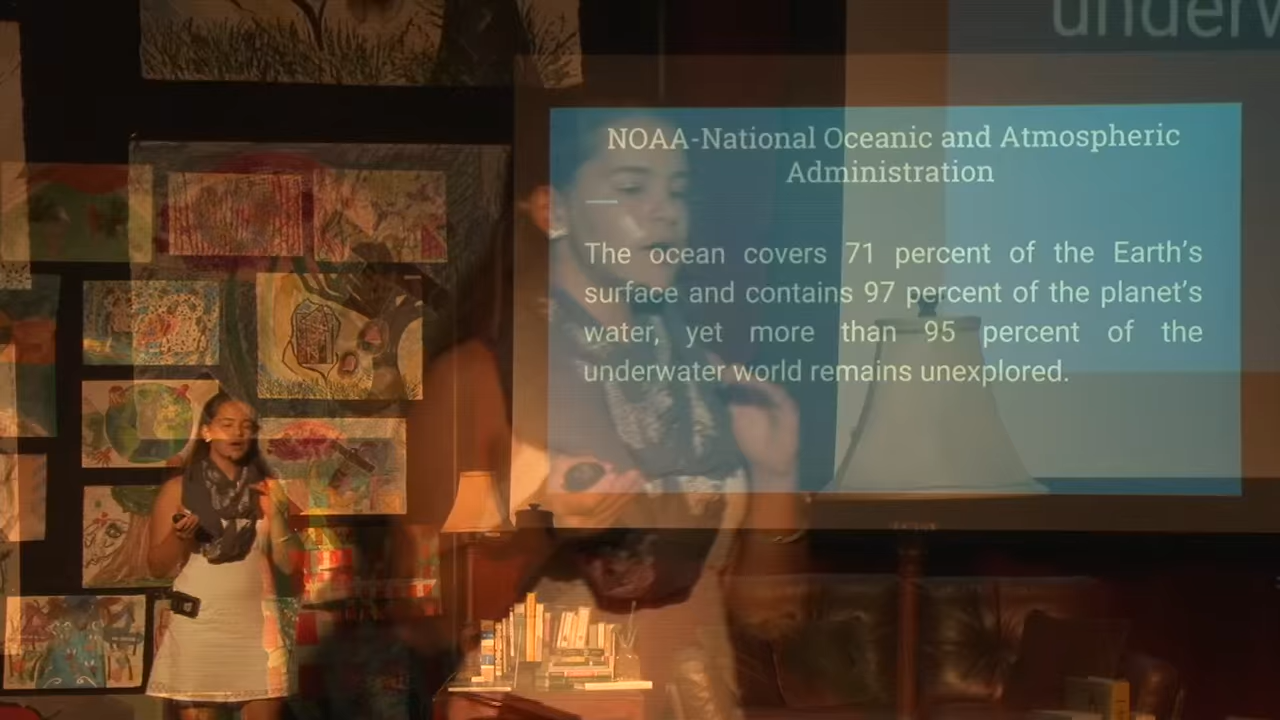 underw
NOAA-National Oceanic and Atmospheric
Administration
The ocean covers 71 percent of the Earth's
surface and contains 97 percent of the planet's
water, yet more than 95 percent of the
underwater world remains unexplored.